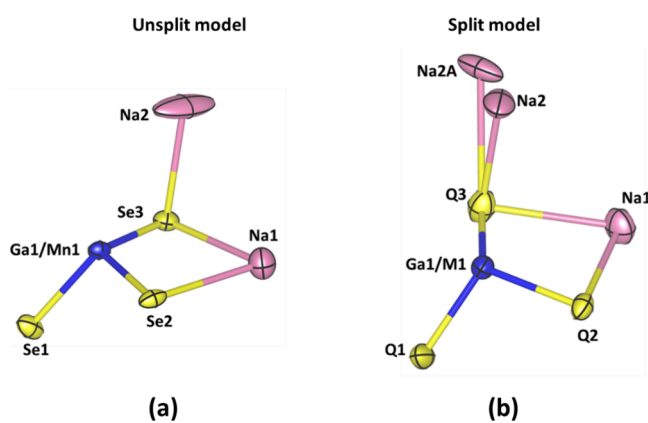 Unsplit model
Split model
Na2A
Na2
Na2
Q3
Na1
Se3
Na1
Ga1/Mn1
Ga1/M1
Se2
Q2
Se1
Q1
(a)
(b)